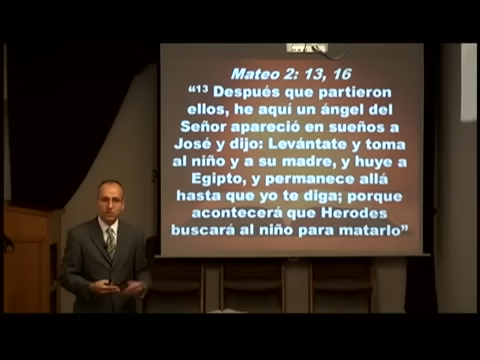 Mateo 2: 13, 16
“¹³ Después que partieron
ellos, he aquí un ángel del
Señor apareció en sueños a
José y dijo: Levántate y toma
al niño y a su madre, y huye a
Egipto, y permanece allá
hasta que yo te diga; porque
acontecerá que Herodes
buscará al niño para matarlo”